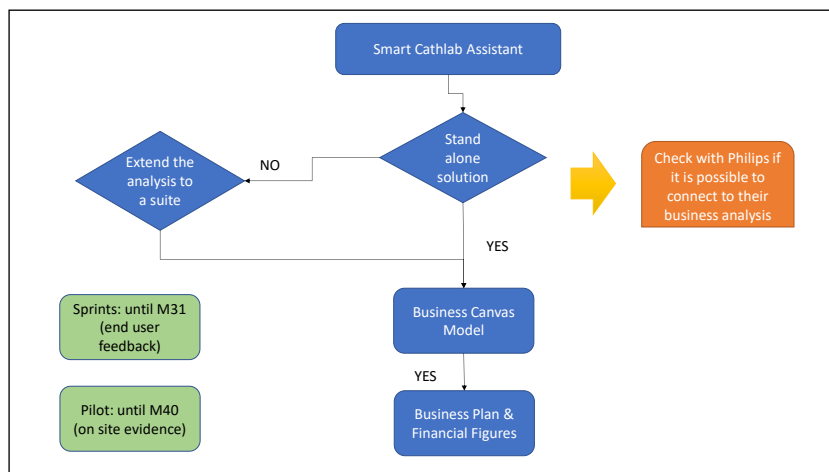 Smart Cathlab Assistant
Extend the
analysis to
a suite
NO
Stand
alone
solution
Check with Philips if
it is possible to
connect to their
business analysis
YES
Sprints: until M31
(end user
feedback)
Business Canvas
Model
YES
Pilot: until M40
(on site evidence)
Business Plan &
Financial Figures